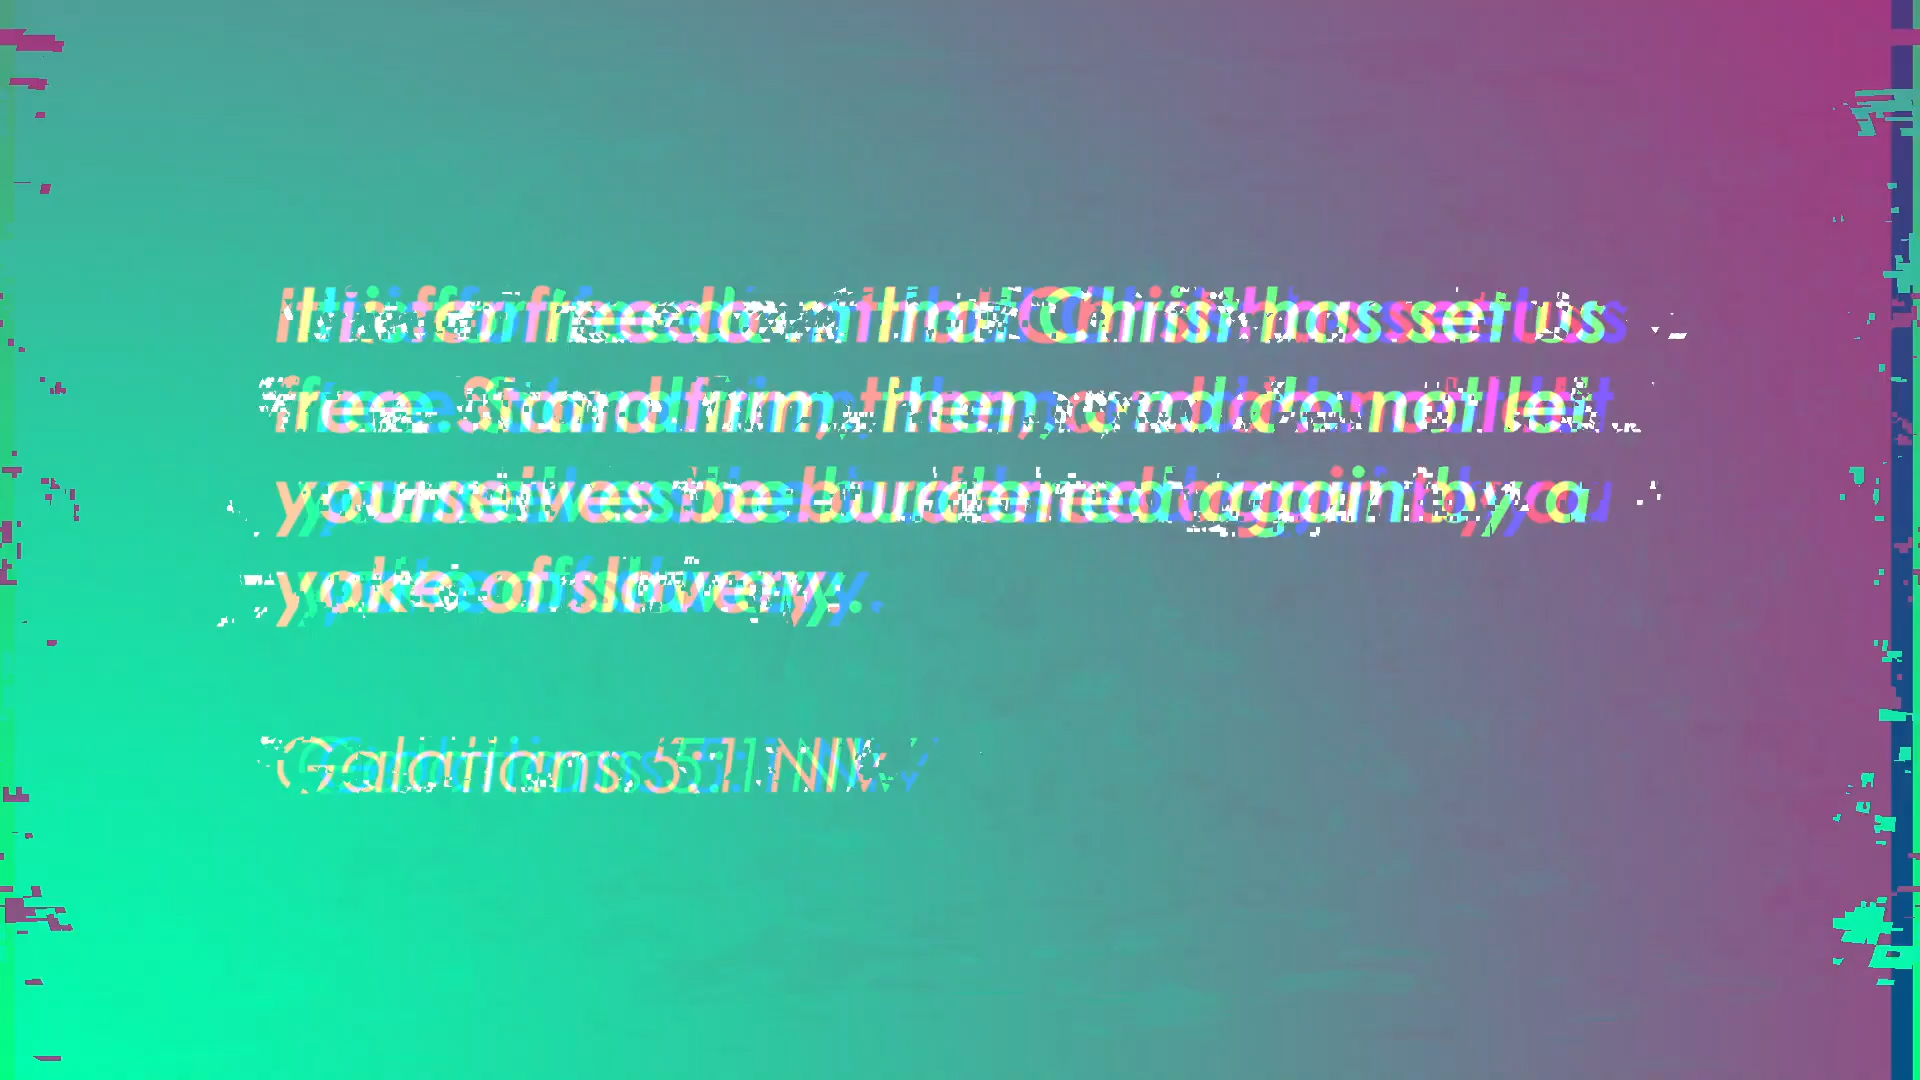 It is for freedom that Christ has set us
free. Stand firm, then, and do not let
yourselves be burdened again by a
yoke of slavery.
Galatians 5:1 NIV